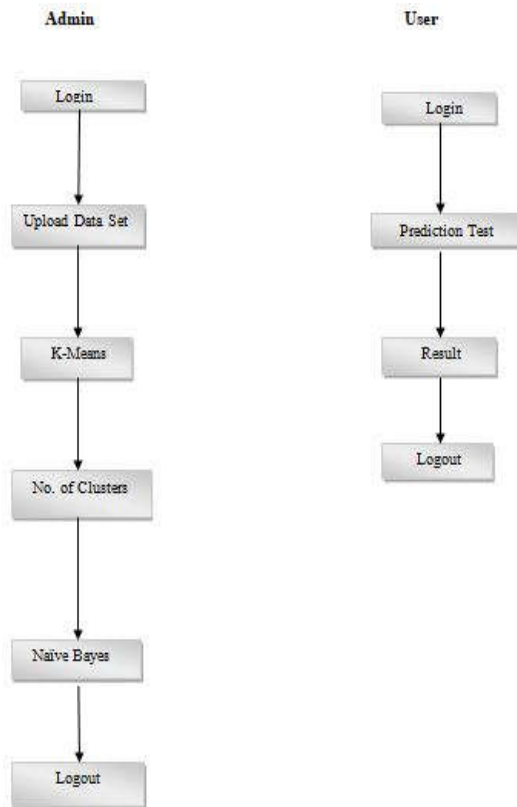 Admin
Login
Upload Data Set
K-Means
No. of Clusters
Naïve Bayes
Logout
User
Login
Prediction Test
Result
Logout